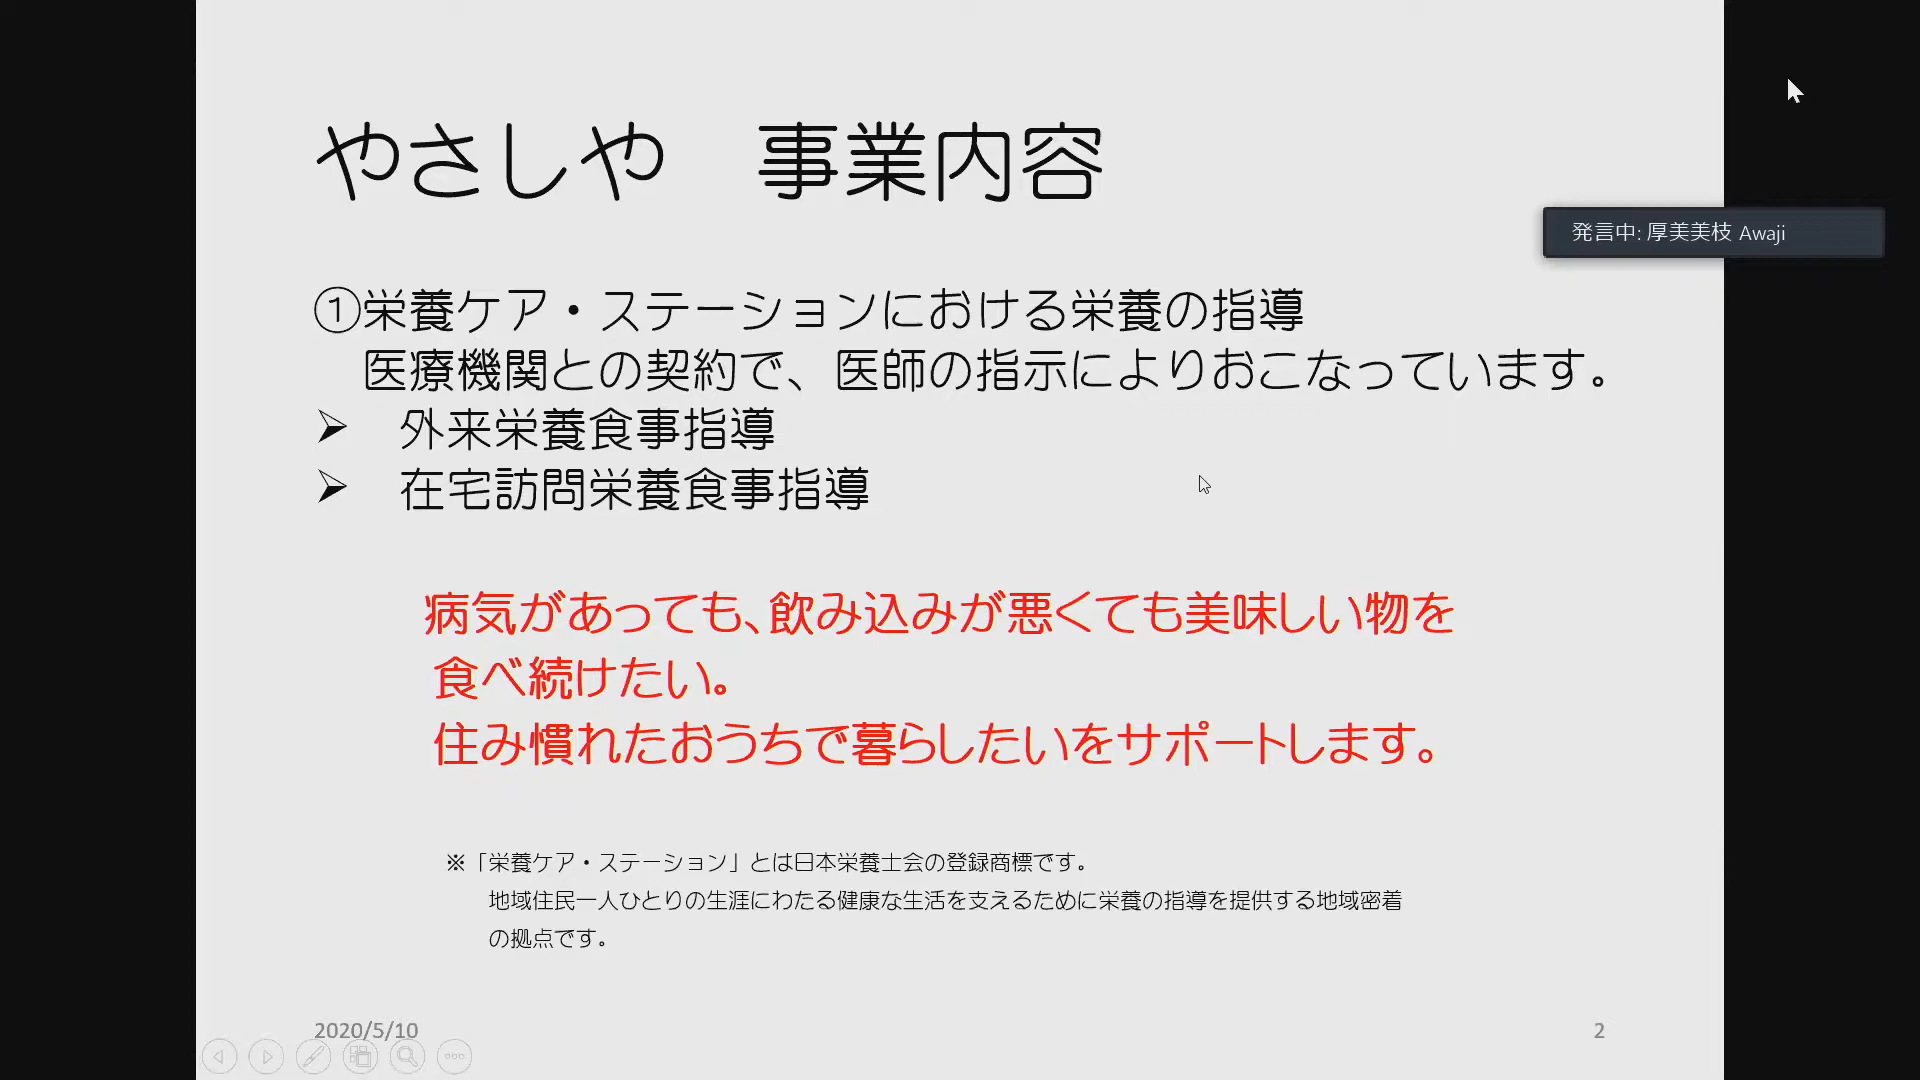 やさしや　事業内容
発言中: 厚美美枝 Awaji
①栄養ケア・ステーションにおける栄養の指導
医療機関との契約で、医師の指示によりおこなっています。
➢　外来栄養食事指導
➢　在宅訪問栄養食事指導
病気があっても、飲み込みが悪くても美味しい物を
食べ続けたい。
住み慣れたおうちで暮らしたいをサポートします。
※「栄養ケア・ステーション」とは日本栄養士会の登録商標です。
地域住民一人ひとりの生涯にわたる健康な生活を支えるために栄養の指導を提供する地域密着
の拠点です。
2020/5/10
2